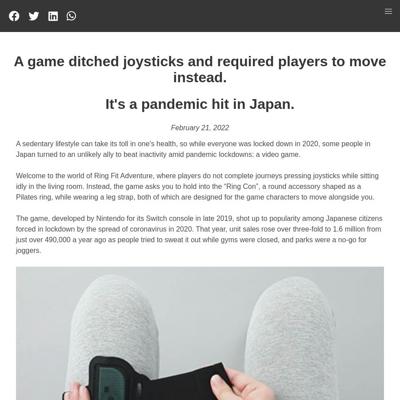 A game ditched joysticks and required players to move
instead.
It's a pandemic hit in Japan.
February 21, 2022
A sedentary lifestyle can take its toll in one's health, so while everyone was locked down in 2020, some people in
Japan turned to an unlikely ally to beat inactivity amid pandemic lockdowns: a video game.
Welcome to the world of Ring Fit Adventure, where players do not complete journeys pressing joysticks while sitting
idly in the living room. Instead, the game asks you to hold into the “Ring Con”, a round accessory shaped as a
Pilates ring, while wearing a leg strap, both of which are designed for the game characters to move alongside you.
The game, developed by Nintendo for its Switch console in late 2019, shot up to popularity among Japanese citizens
forced in lockdown by the spread of coronavirus in 2020. That year, unit sales rose over three-fold to 1.6 million from
just over 490,000 a year ago as people tried to sweat it out while gyms were closed, and parks were a no-go for
joggers.